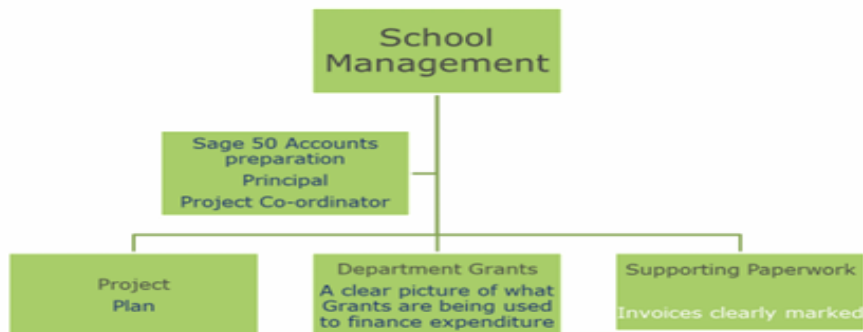 School
Management
Sage 50 Accounts
preparation
Principal
Project Co-ordinator
Project
Plan
Department Grants
A clear picture of what
Grants are being used
to finance expenditure
Supporting Paperwork
Invoices clearly marked